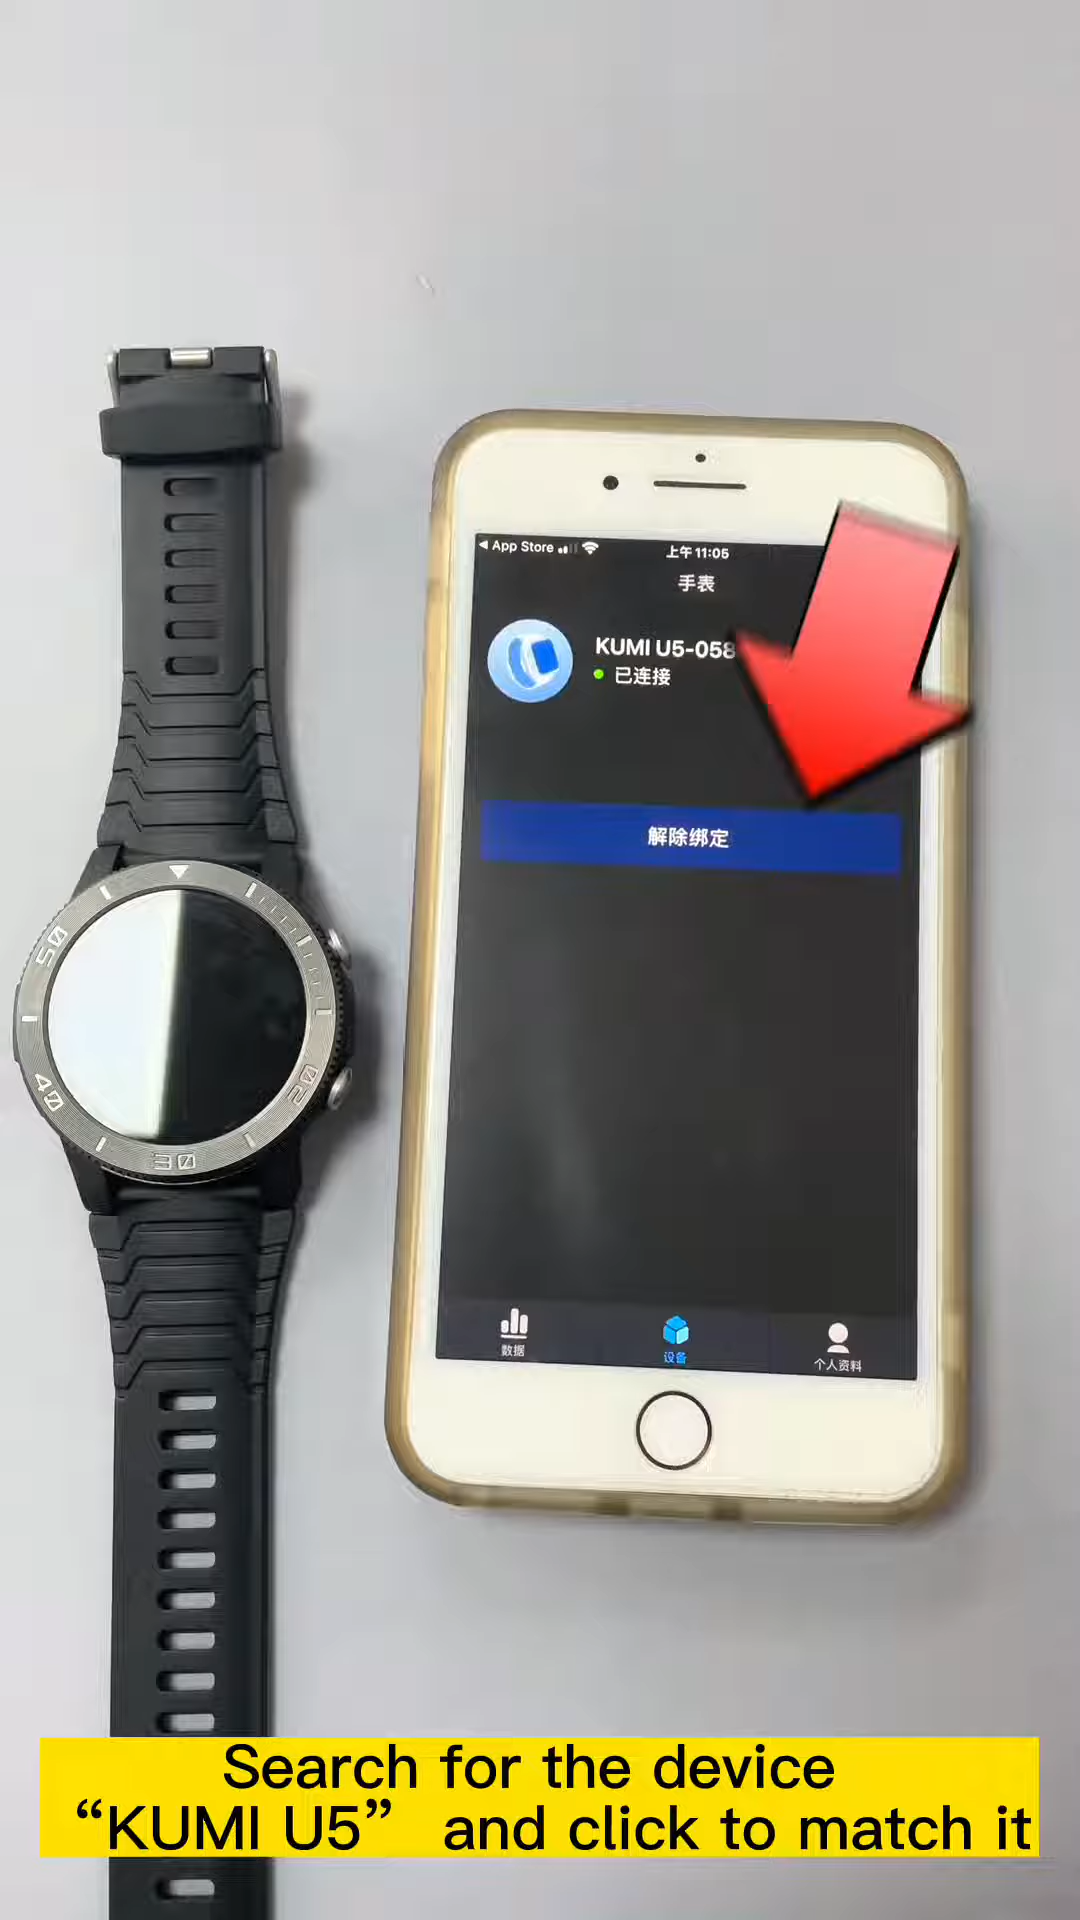 App Store
上午 11:05
手表
KUMI U5-058
已连接
解除绑定
50
40
30
20
数据
设备
个人资料
Search for the device
“KUMI U5” and click to match it